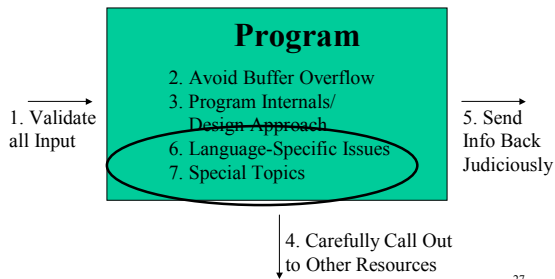 Program
2. Avoid Buffer Overflow
3. Program Internals/
Design Approach
6. Language-Specific Issues
7. Special Topics
1. Validate
all Input
5. Send
Info Back
Judiciously
4. Carefully Call Out
to Other Resources
27